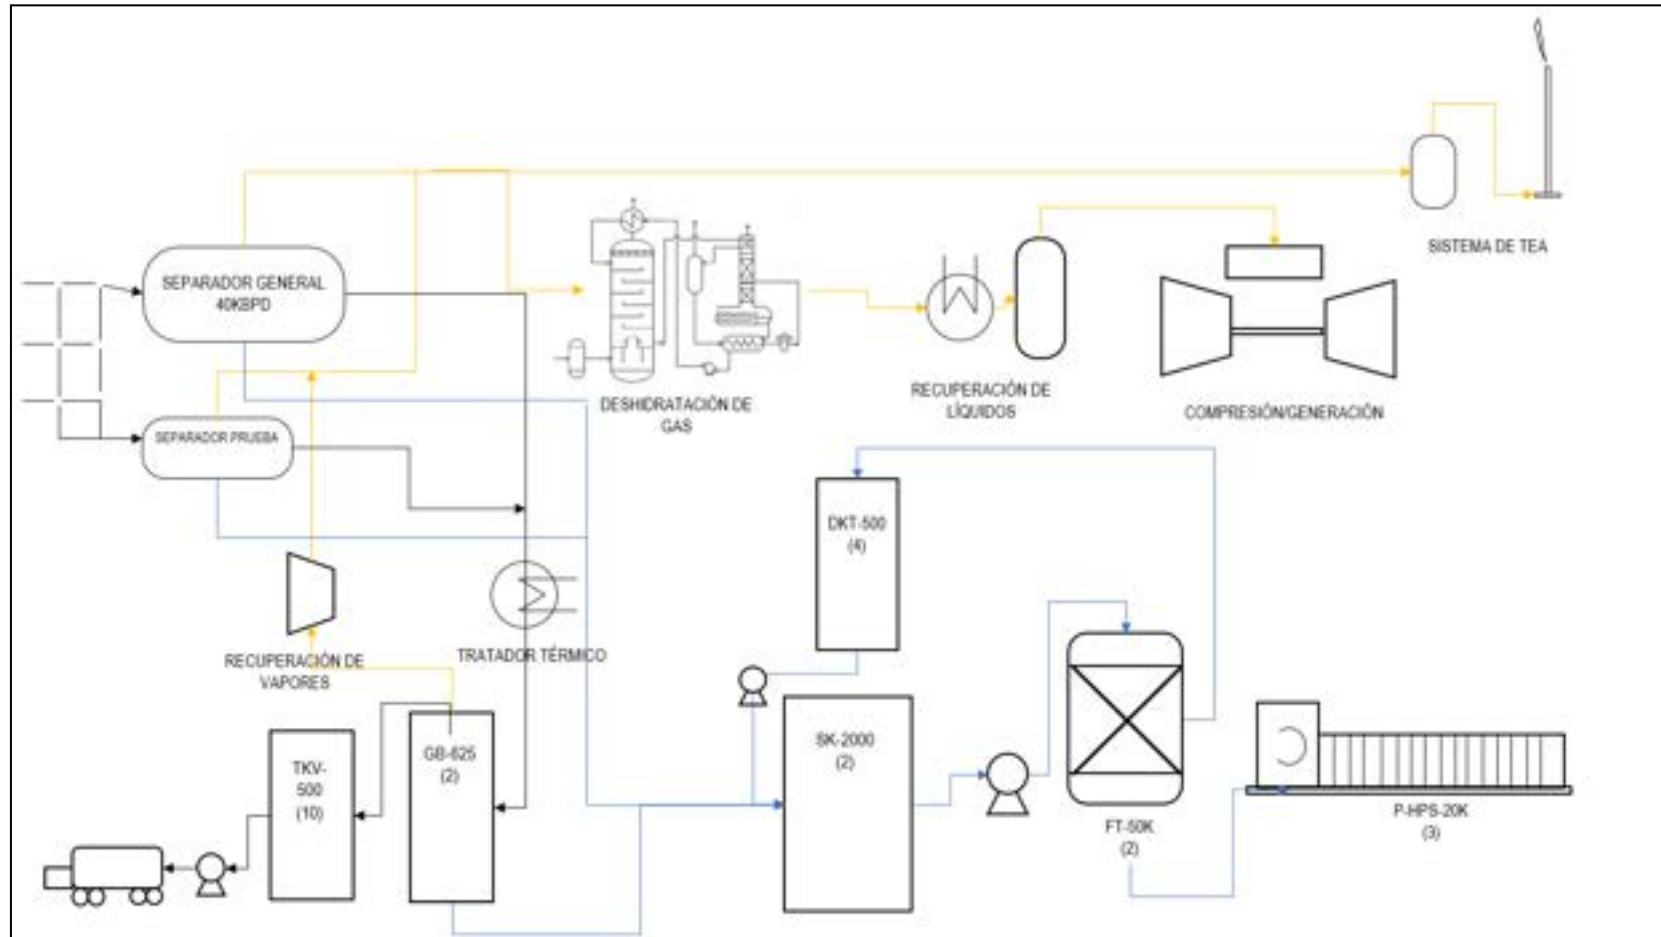 SISTEMA DE TEA
SEPARADOR GENERAL
40KBPD
DESHIDRATACIÓN DE
GAS
RECUPERACIÓN DE
LÍQUIDOS
COMPRESIÓN/GENERACIÓN
SEPARADOR PRUEBA
DKT-500
(4)
RECUPERACIÓN DE
VAPORES
TRATADOR TÉRMICO
TKV-
500
(10)
GB-625
(2)
SK-2000
(2)
FT-50K
(2)
P-HPS-20K
(3)